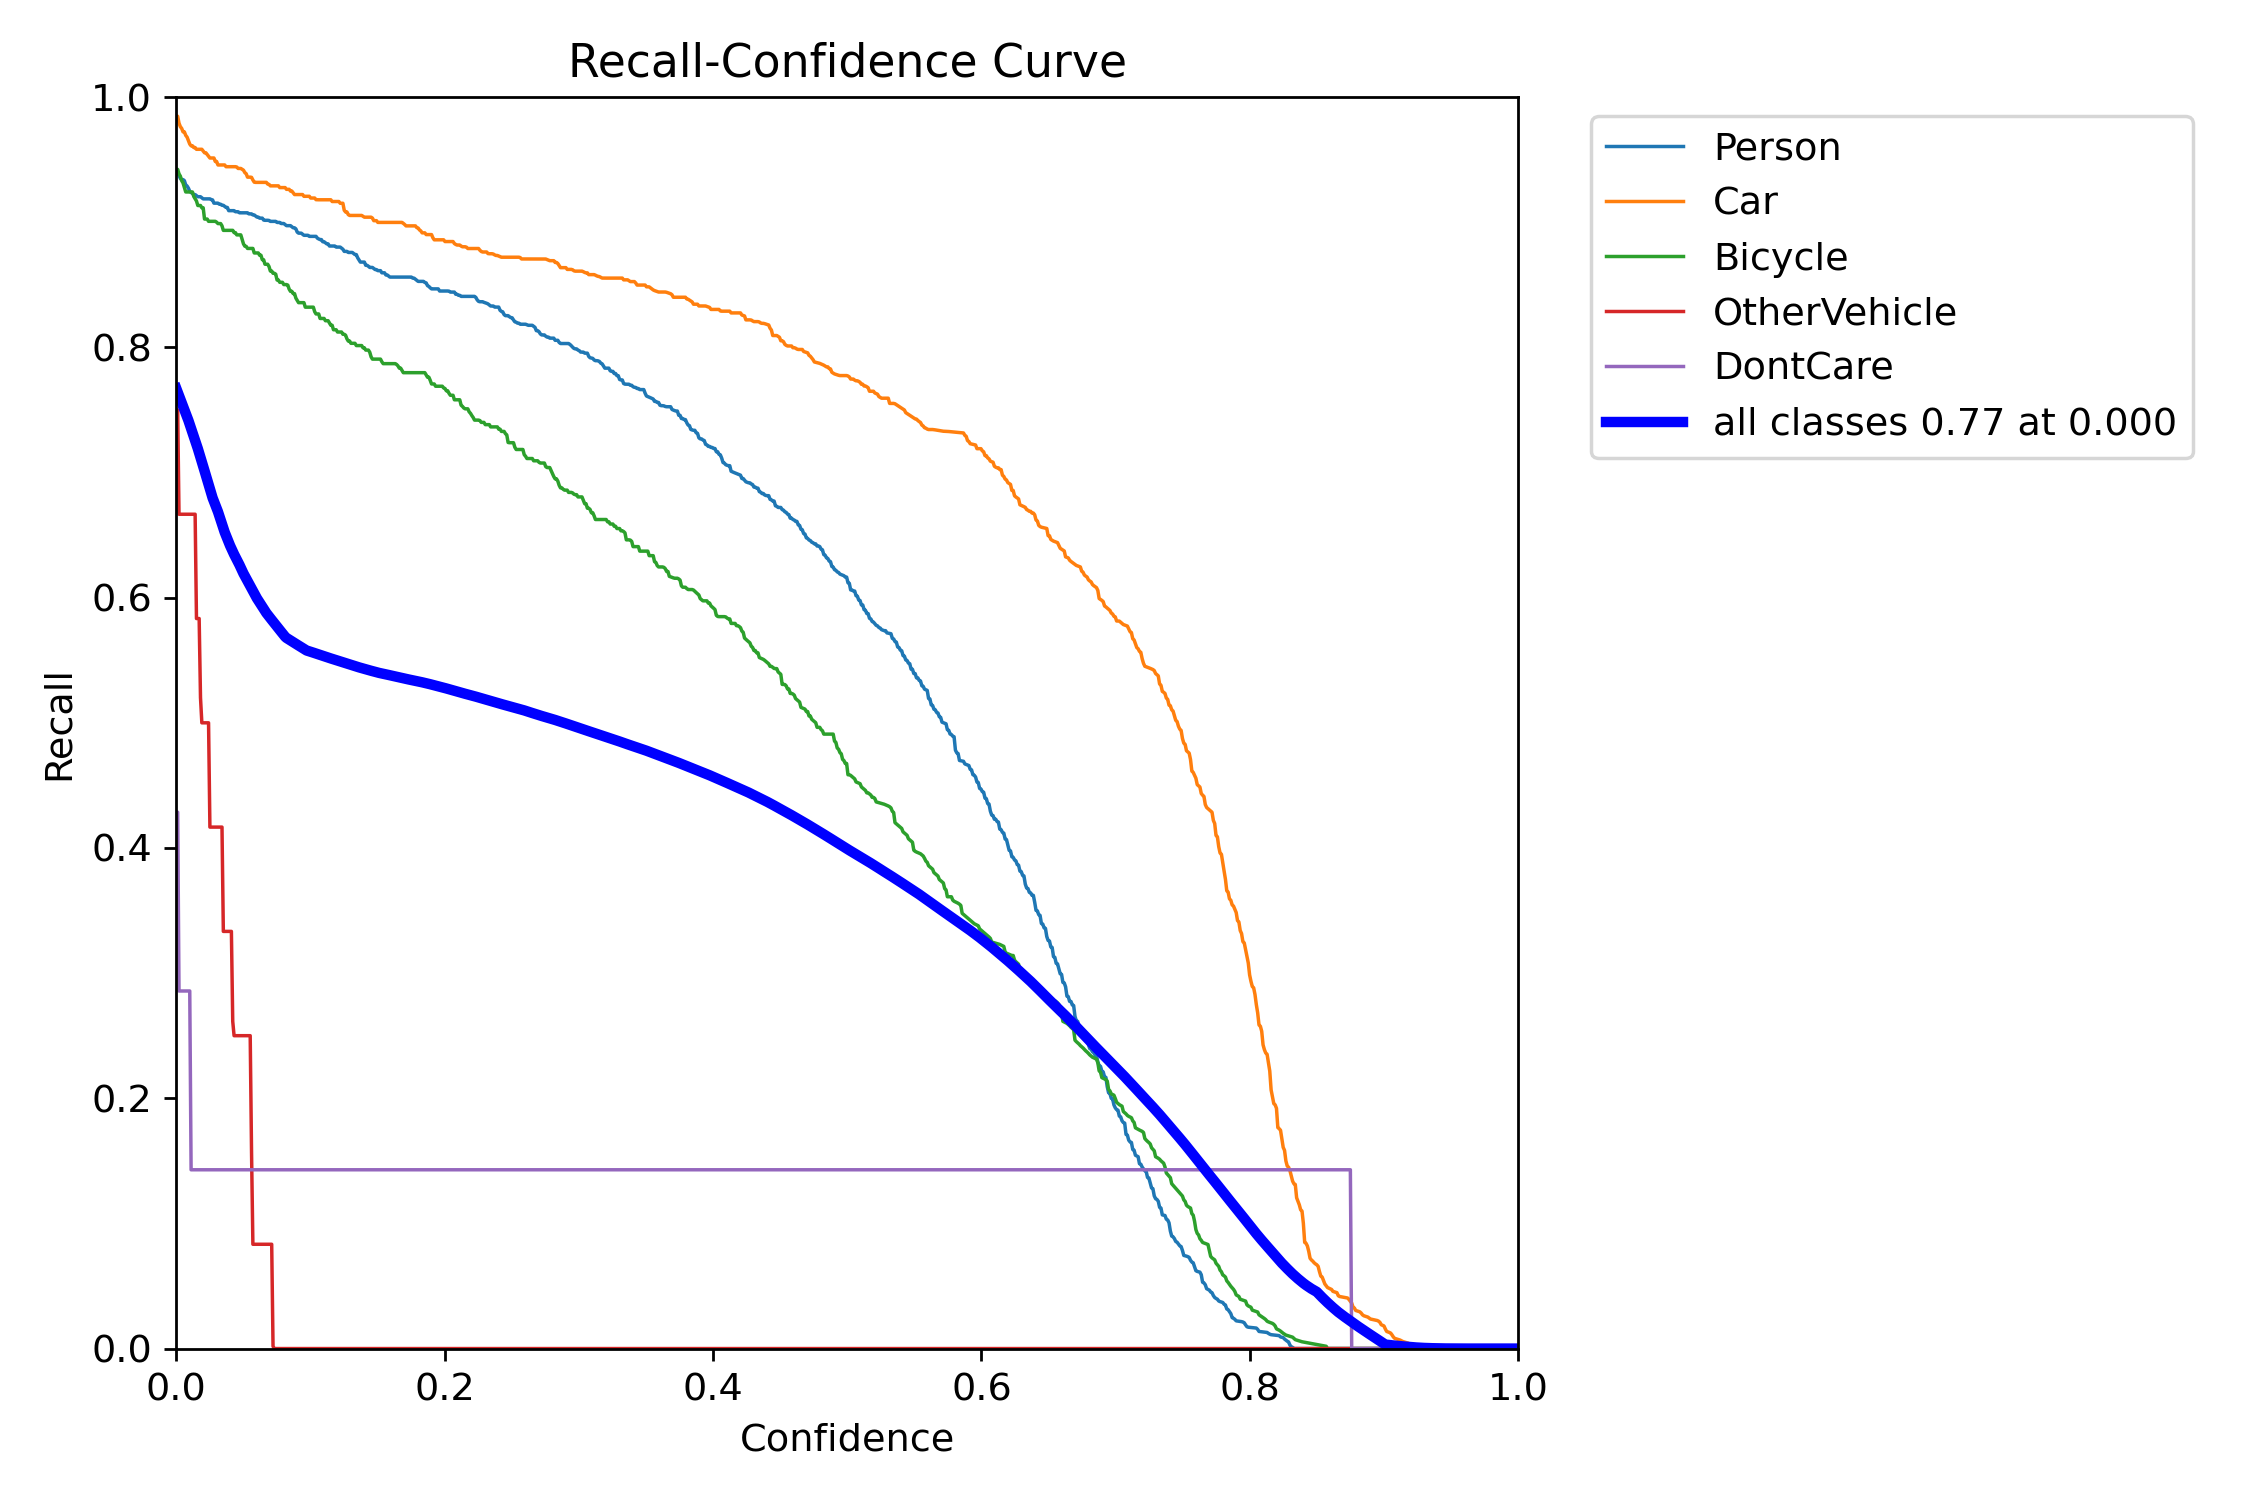 Recall-Confidence Curve
1.0
0.8
0.6
0.4
0.2
0.0
Recall
0.0 0.2 0.4 0.6 0.8 1.0
Confidence
Person
Car
Bicycle
OtherVehicle
DontCare
all classes 0.77 at 0.000